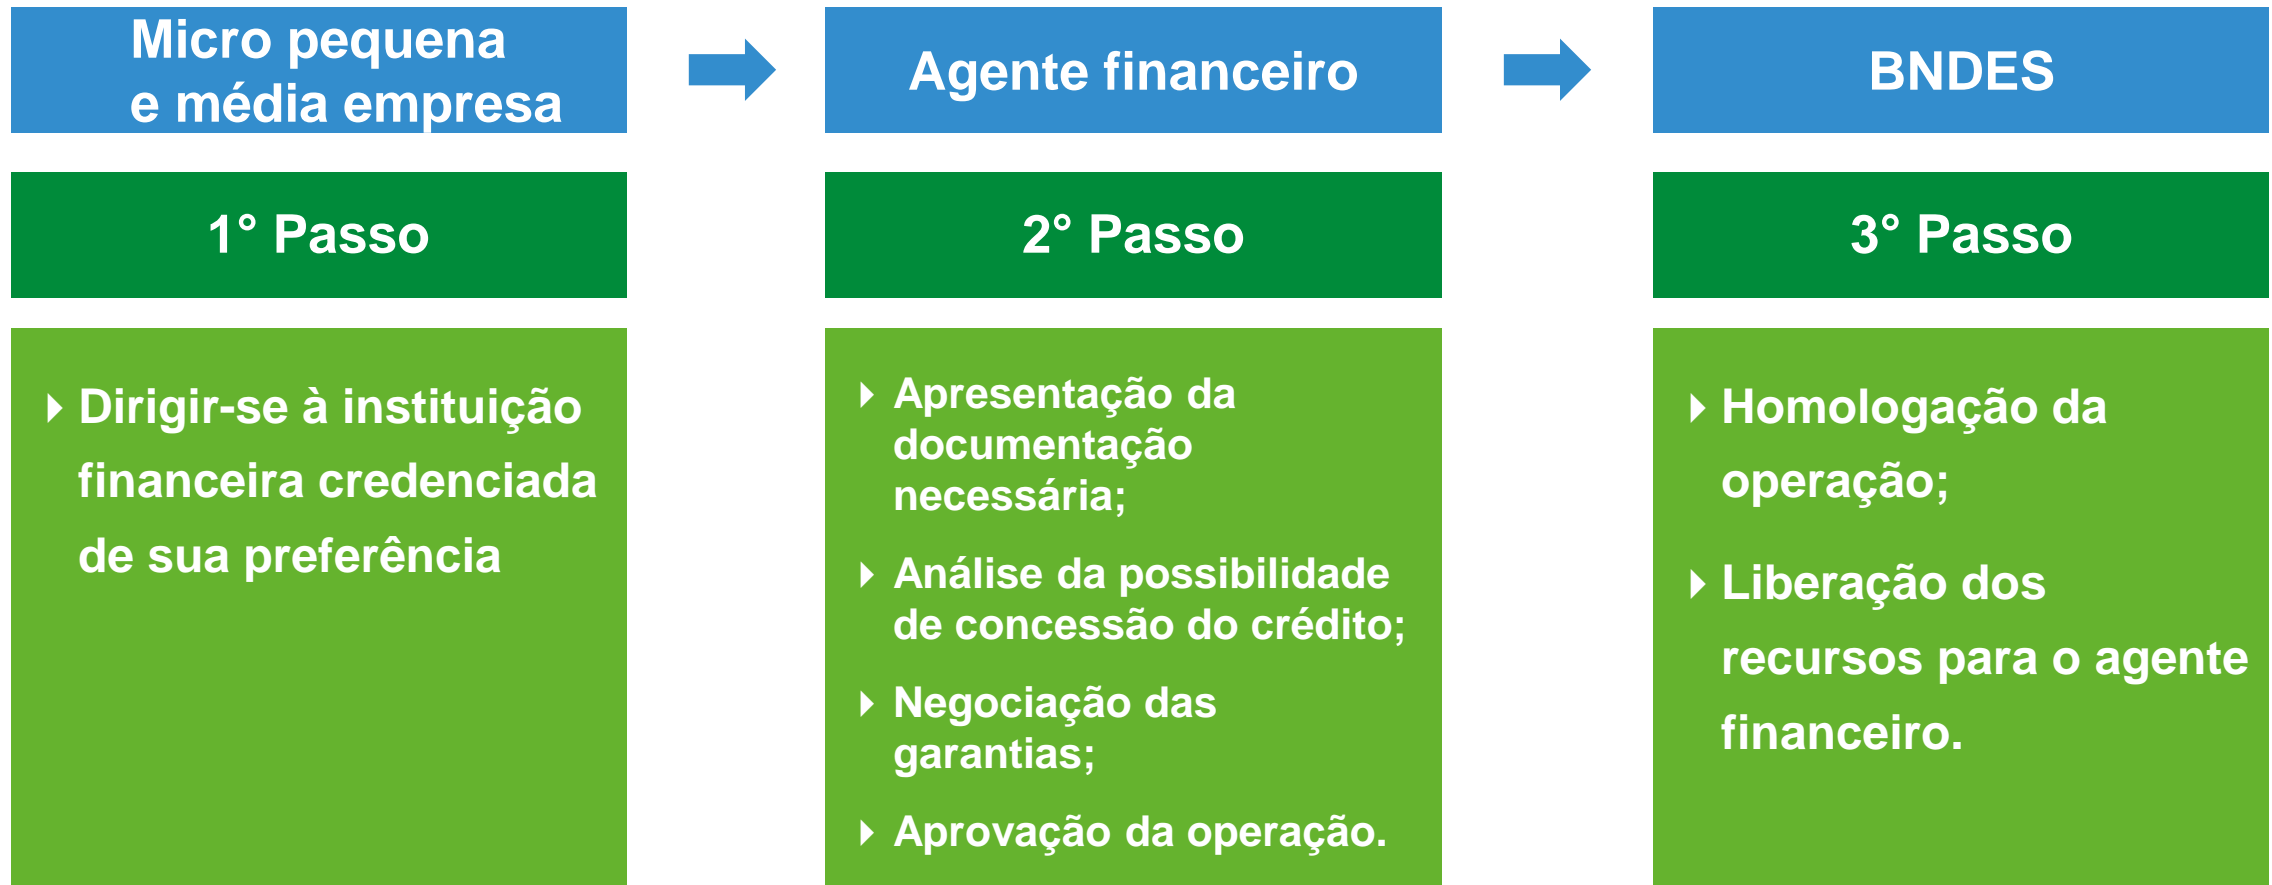 Micro pequena
e média empresa
Agente financeiro
BNDES
1° Passo
2° Passo
3° Passo
Dirigir-se à instituição
financeira credenciada
de sua preferência
Apresentação da
documentação
necessária;
Análise da possibilidade
de concessão do crédito;
Negociação das
garantias;
Aprovação da operação.
Homologação da
operação;
Liberação dos
recursos para o agente
financeiro.